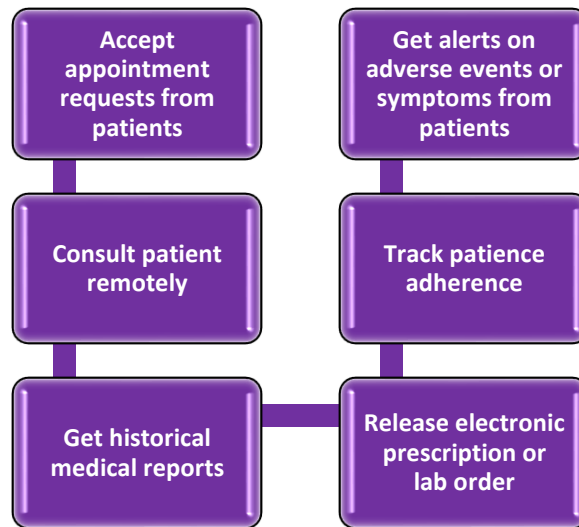 Accept
appointment
requests from
patients
Consult patient
remotely
Get historical
medical reports
Release electronic
prescription or
lab order
Track patience
adherence
Get alerts on
adverse events or
symptoms from
patients